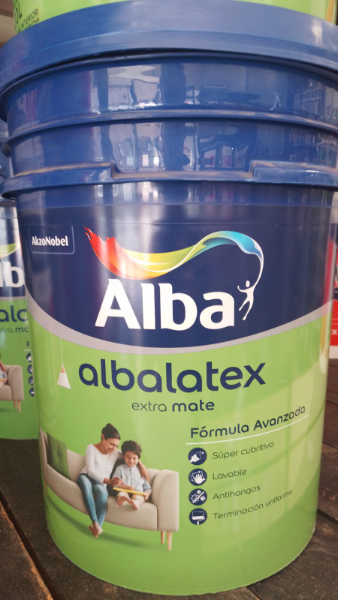 AkzoNobel
Alba
albalatex
extra mate
Fórmula Avanzada
Súper cubritivo
Lavable
Antihongos
Terminación uniforme